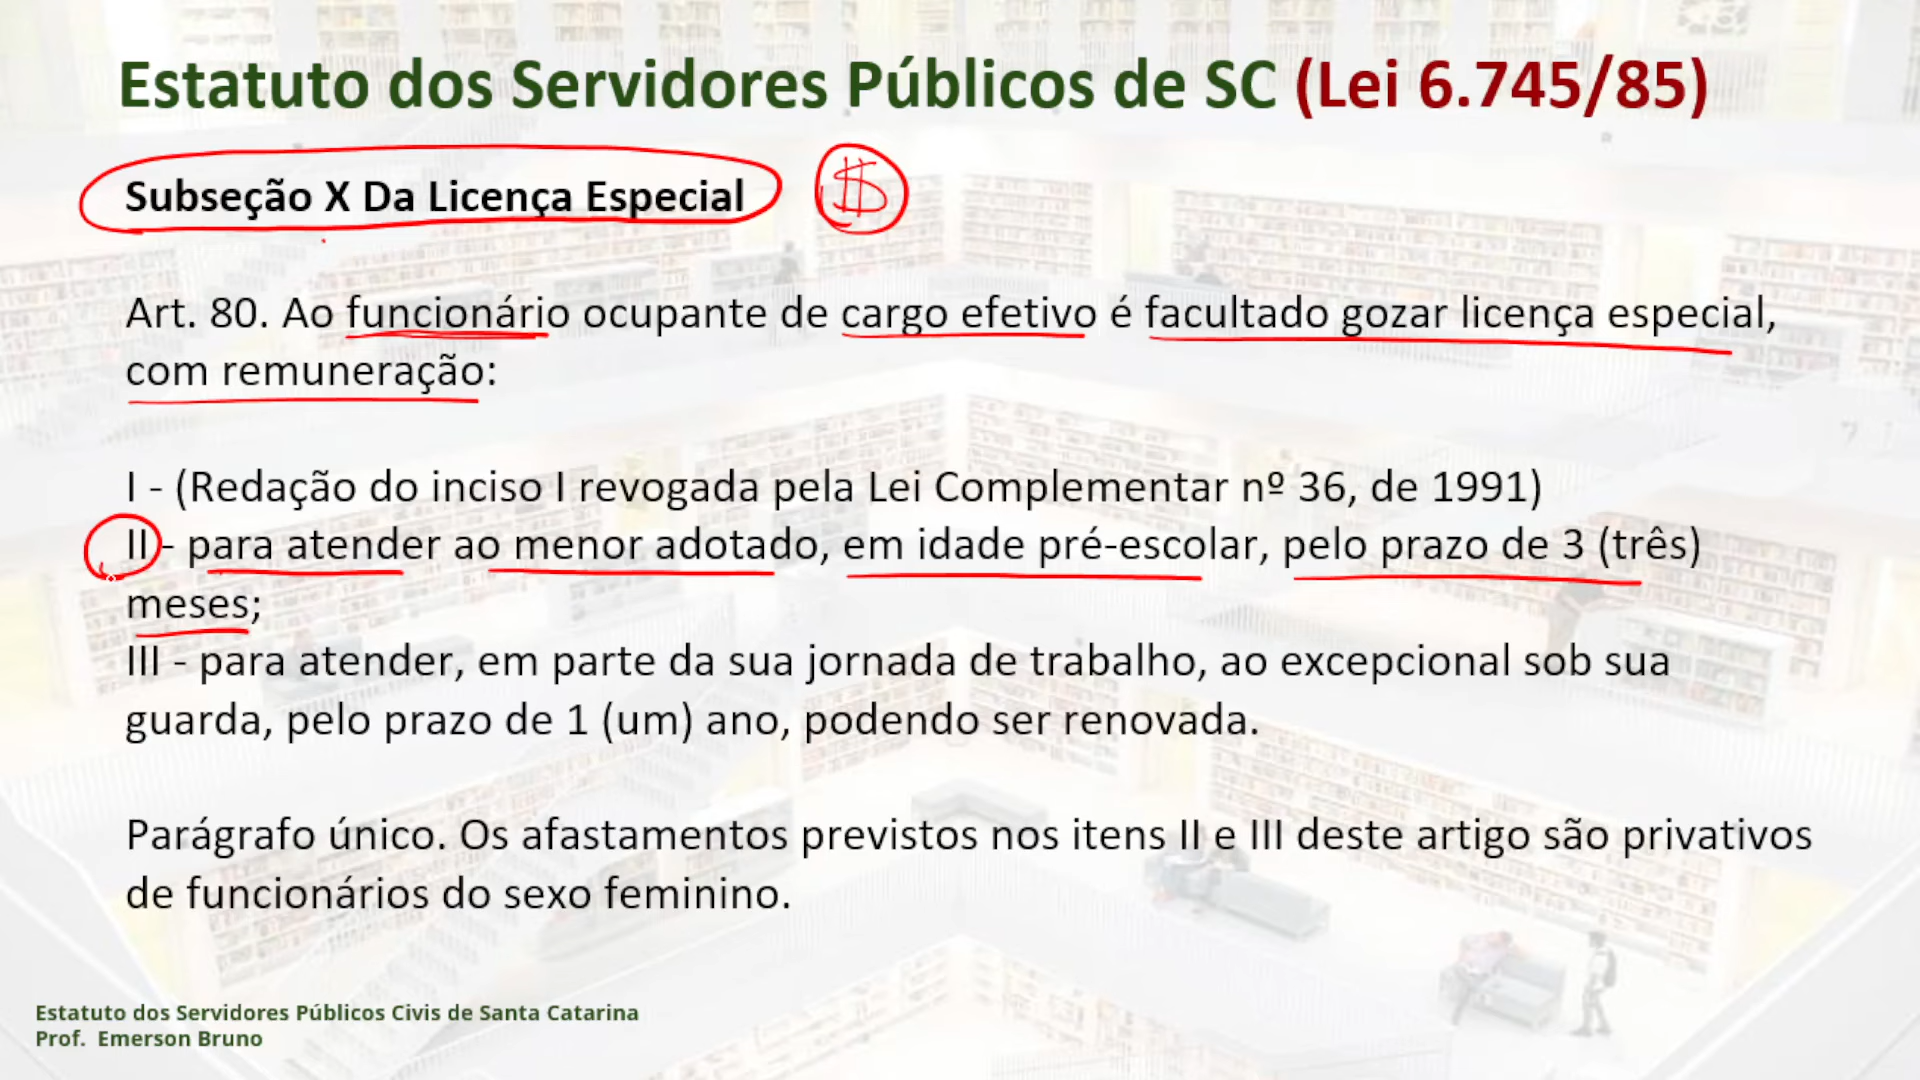 Estatuto dos Servidores Públicos de SC (Lei 6.745/85)
Subseção X Da Licença Especial $
Art. 80. Ao funcionário ocupante de cargo efetivo é facultado gozar licença especial,
com remuneração:
I - (Redação do inciso I revogada pela Lei Complementar nº 36, de 1991)
II - para atender ao menor adotado, em idade pré-escolar, pelo prazo de 3 (três)
meses;
III - para atender, em parte da sua jornada de trabalho, ao excepcional sob sua
guarda, pelo prazo de 1 (um) ano, podendo ser renovada.
Parágrafo único. Os afastamentos previstos nos itens II e III deste artigo são privativos
de funcionários do sexo feminino.
Estatuto dos Servidores Públicos Civis de Santa Catarina
Prof. Emerson Bruno